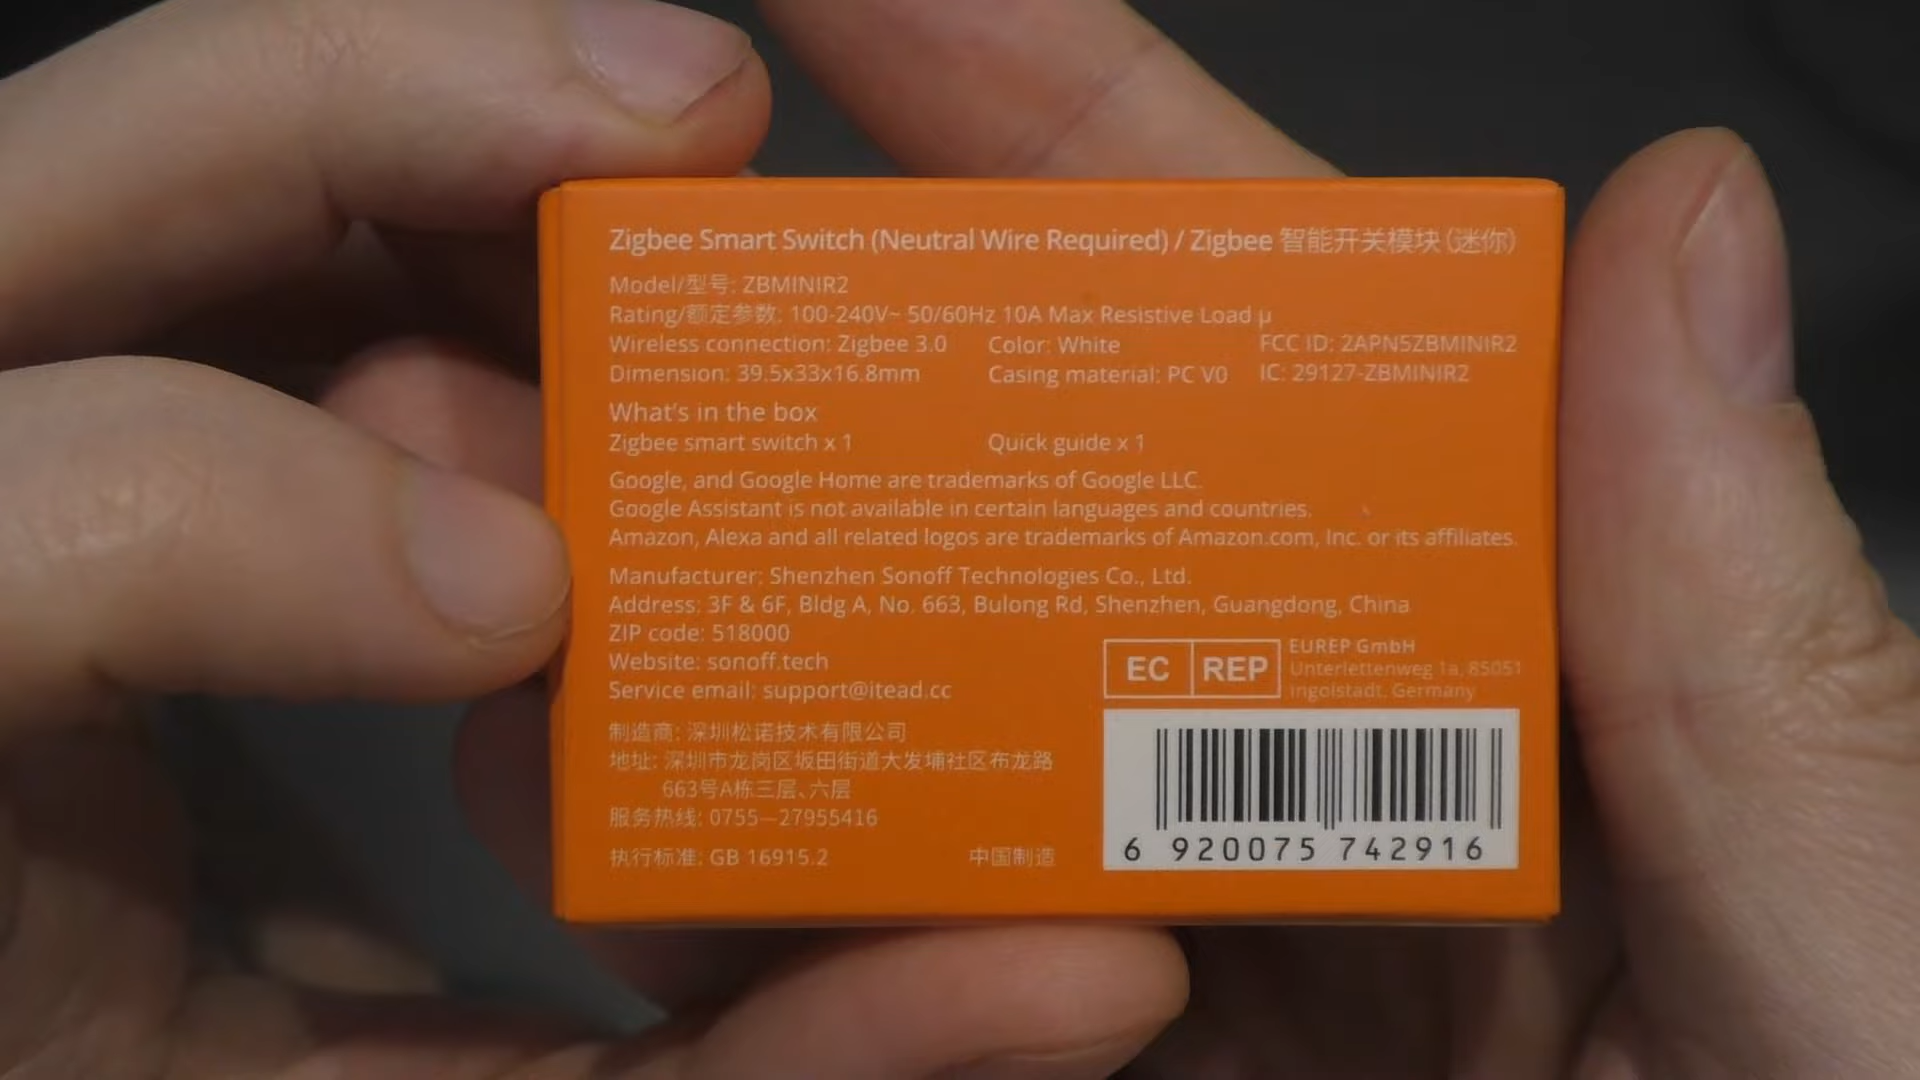 Zigbee Smart Switch (Neutral Wire Required) / Zigbee 智能开关模块(迷你)
Model/型号: ZBMINIR2
Rating/额定参数: 100-240V~ 50/60Hz 10A Max Resistive Load µ
Wireless connection: Zigbee 3.0 Color: White FCC ID: 2APN5ZBMINIR2
Dimension: 39.5x33x16.8mm Casing material: PC V0 IC: 29127-ZBMINIR2
What's in the box
Zigbee smart switch x 1 Quick guide x 1
Google, and Google Home are trademarks of Google LLC.
Google Assistant is not available in certain languages and countries.
Amazon, Alexa and all related logos are trademarks of Amazon.com, Inc. or its affiliates.
Manufacturer: Shenzhen Sonoff Technologies Co., Ltd.
Address: 3F & 6F, Bldg A, No. 663, Bulong Rd, Shenzhen, Guangdong, China
ZIP code: 518000
Website: sonoff.tech
Service email: support@itead.cc
EC REP
EUREP GmbH
Unterlettenweg 1a, 85051
Ingolstadt, Germany
制造商: 深圳松诺技术有限公司
地址: 深圳市龙岗区坂田街道大发埔社区布龙路
663号A栋三层、六层
服务热线: 0755—27955416
执行标准: GB 16915.2 中国制造
6 920075 742916